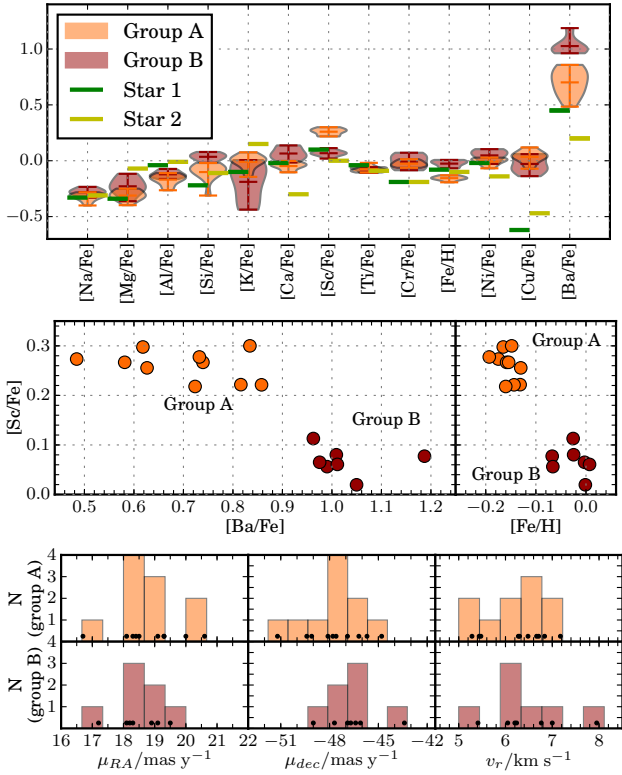 Group A
Group B
Star 1
Star 2
1.0
0.5
0.0
−0.5
[Na/Fe]
[Mg/Fe]
[Al/Fe]
[Si/Fe]
[K/Fe]
[Ca/Fe]
[Sc/Fe]
[Ti/Fe]
[Cr/Fe]
[Fe/H]
[Ni/Fe]
[Cu/Fe]
[Ba/Fe]
[Sc/Fe]
0.3
0.2
0.1
0.0
Group A
Group B
0.5 0.6 0.7 0.8 0.9 1.0 1.1 1.2
[Ba/Fe]
Group A
Group B
−0.2 −0.1 0.0
[Fe/H]
N
(group A)
4
3
2
1
N
(group B)
4
3
2
1
16 17 18 19 20 21 22
μRA/mas y⁻¹
−51 −48 −45 −42
μdec/mas y⁻¹
5 6 7 8
vr/km s⁻¹